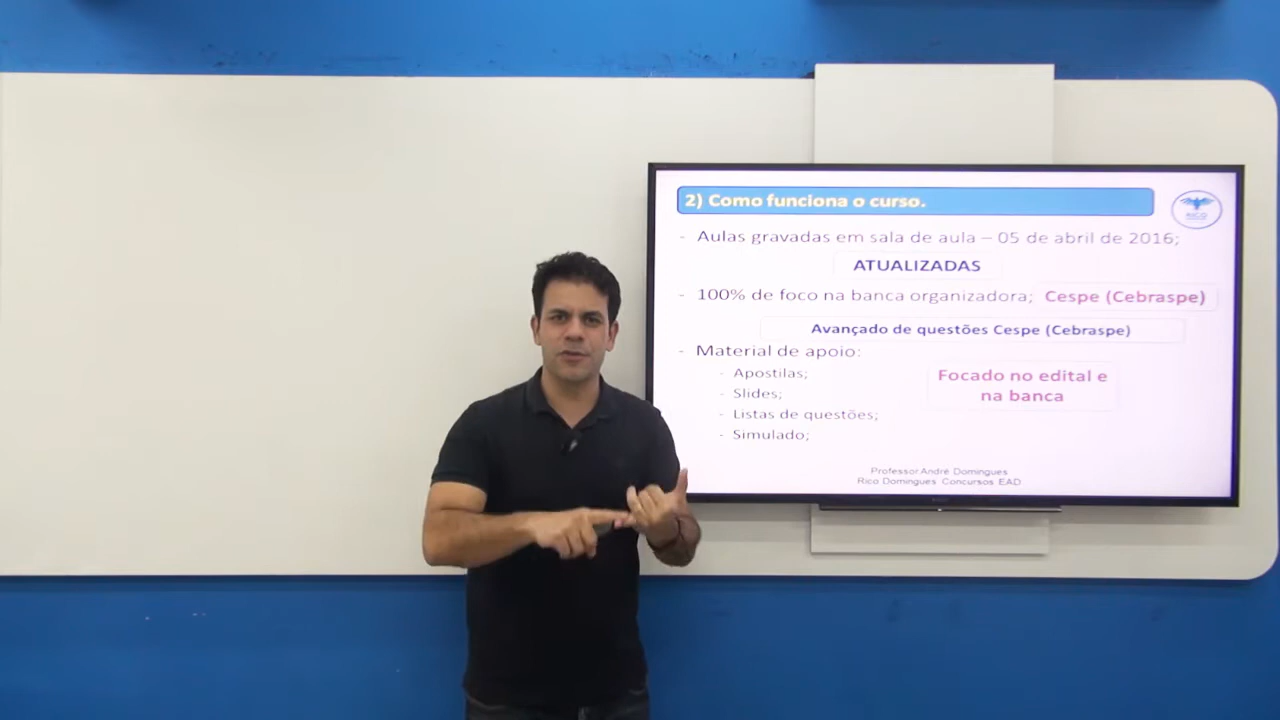 2) Como funciona o curso.
RICO
- Aulas gravadas em sala de aula – 05 de abril de 2016;
ATUALIZADAS
- 100% de foco na banca organizadora; Cespe (Cebraspe)
Avançado de questões Cespe (Cebraspe)
- Material de apoio:
- Apostilas;
- Slides;
- Listas de questões;
- Simulado;
Focado no edital e
na banca
Professor André Domingues
Rico Domingues Concursos EAD